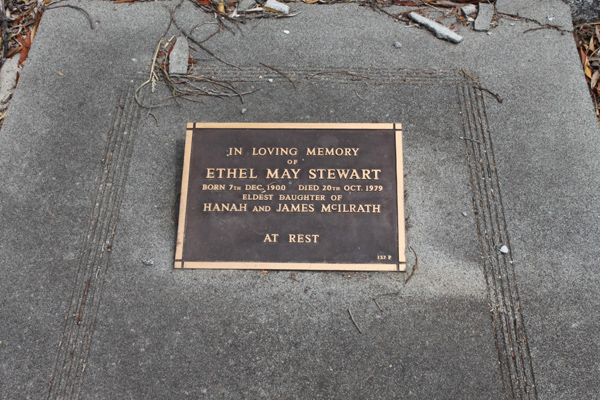 IN LOVING MEMORY
OF
ETHEL MAY STEWART
BORN 7TH DEC. 1900 DIED 20TH OCT. 1979
ELDEST DAUGHTER OF
HANAH AND JAMES McILRATH
AT REST
157 P